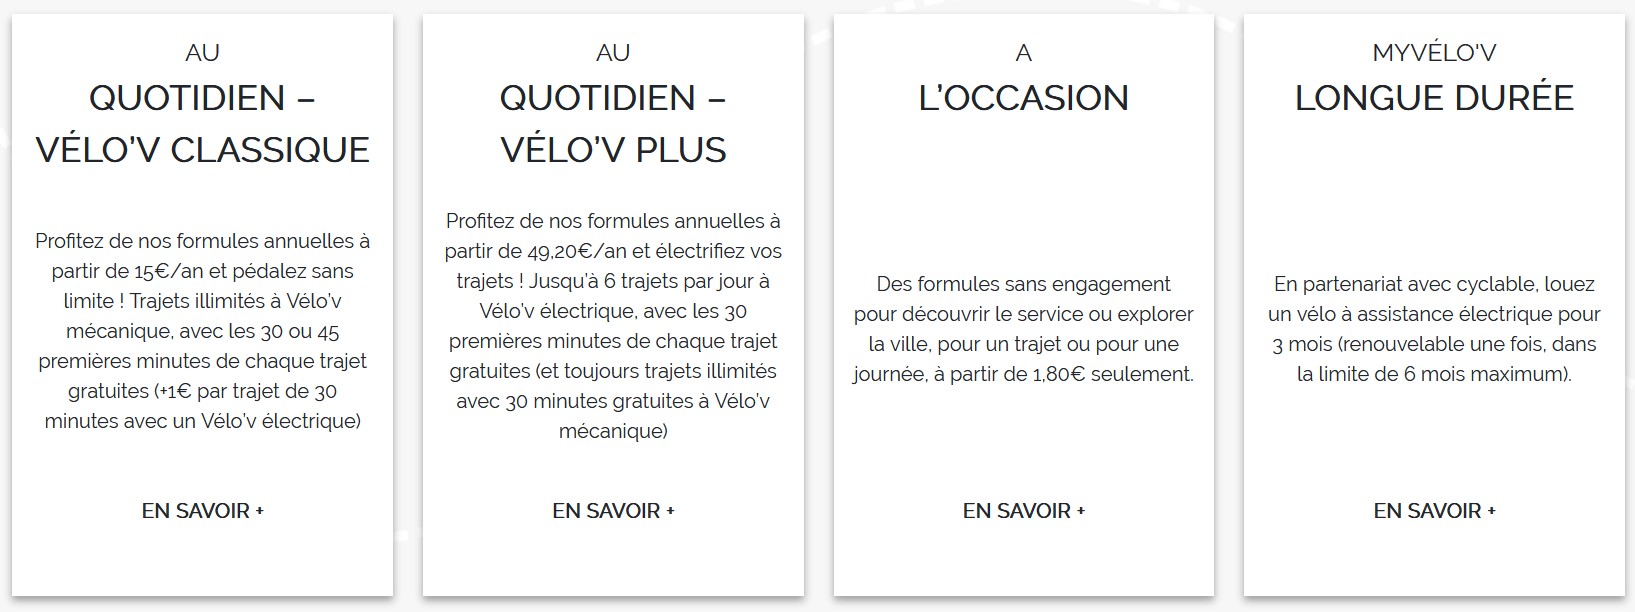 AU
QUOTIDIEN –
VÉLO’V CLASSIQUE
Profitez de nos formules annuelles à
partir de 15€/an et pédalez sans
limite ! Trajets illimités à Vélo’v
mécanique, avec les 30 ou 45
premières minutes de chaque trajet
gratuites (+1€ par trajet de 30
minutes avec un Vélo’v électrique)
EN SAVOIR +
AU
QUOTIDIEN –
VÉLO’V PLUS
Profitez de nos formules annuelles à
partir de 49,20€/an et électrifiez vos
trajets ! Jusqu’à 6 trajets par jour à
Vélo’v électrique, avec les 30
premières minutes de chaque trajet
gratuites (et toujours trajets illimités
avec 30 minutes gratuites à Vélo’v
mécanique)
EN SAVOIR +
A
L’OCCASION
Des formules sans engagement
pour découvrir le service ou explorer
la ville, pour un trajet ou pour une
journée, à partir de 1,80€ seulement.
EN SAVOIR +
MYVÉLO'V
LONGUE DURÉE
En partenariat avec cyclable, louez
un vélo à assistance électrique pour
3 mois (renouvelable une fois, dans
la limite de 6 mois maximum).
EN SAVOIR +